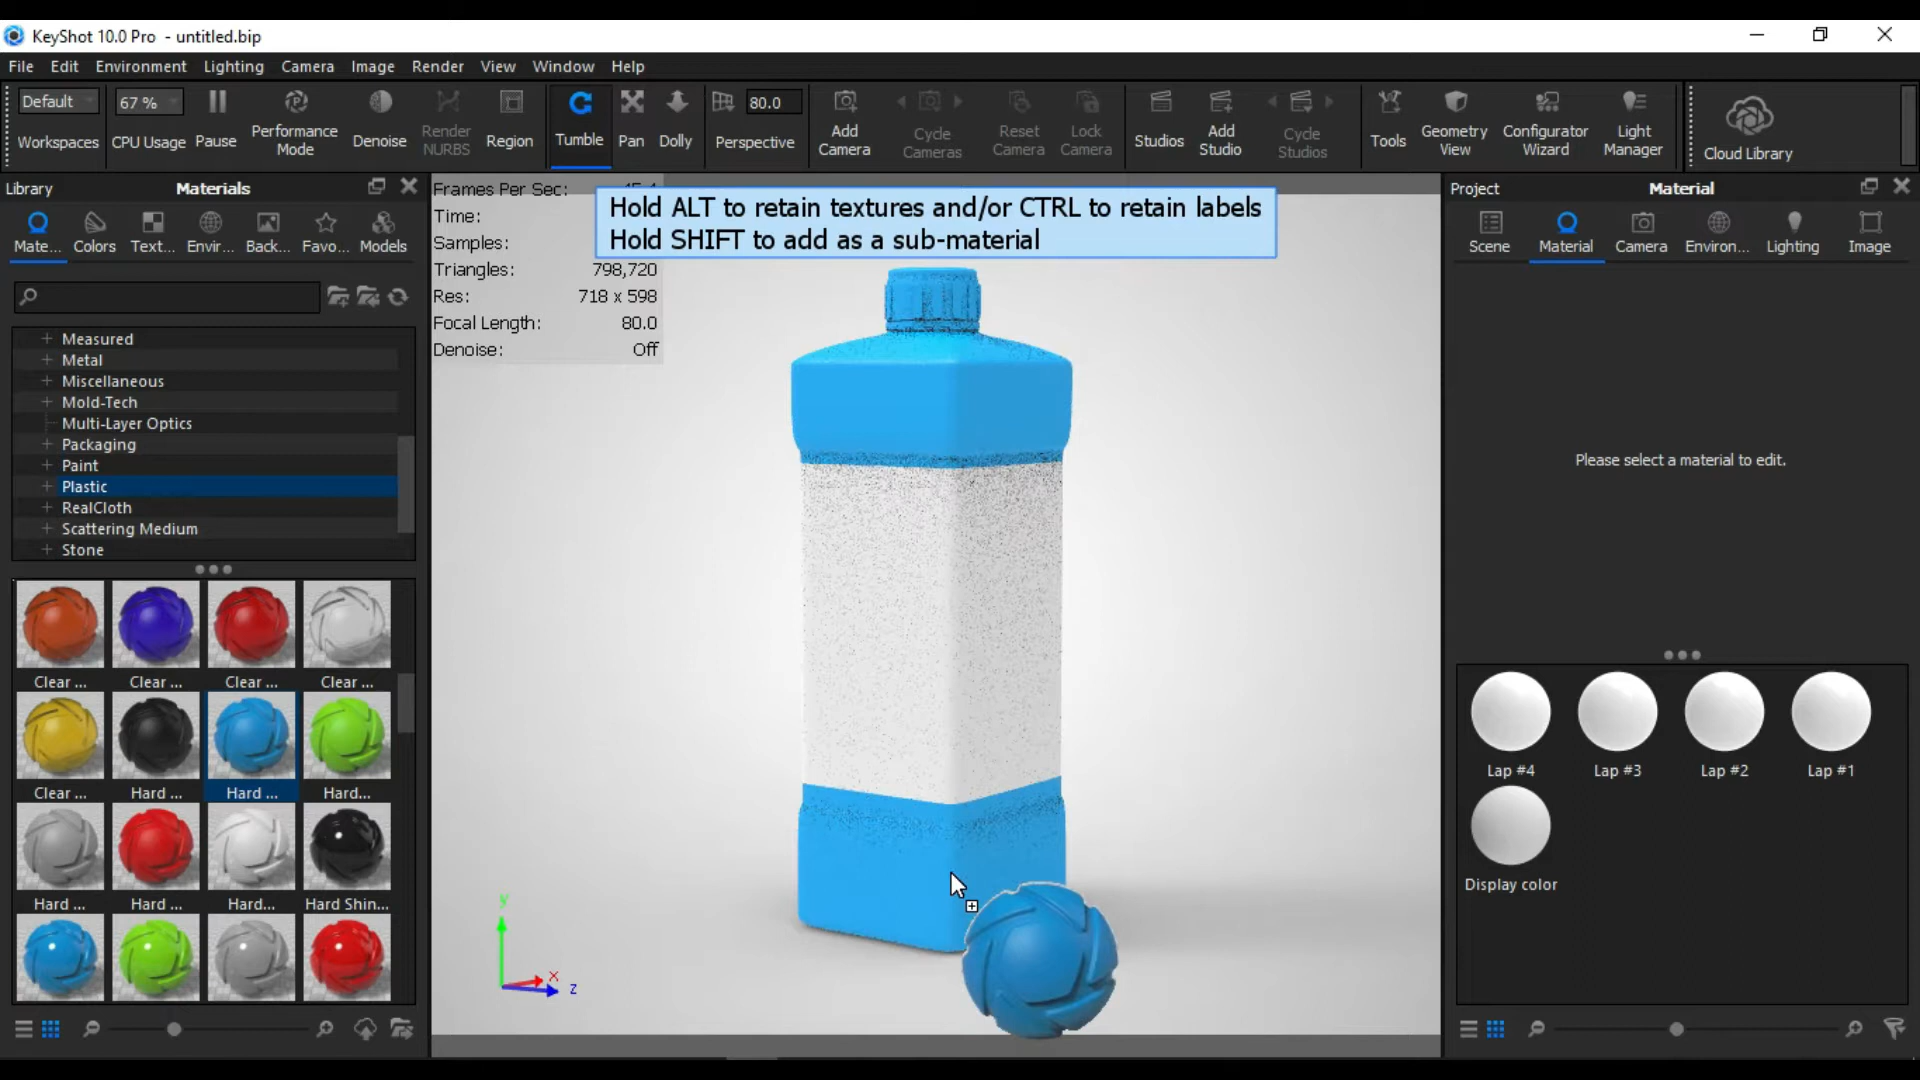 KeyShot 10.0 Pro - untitled.bip
File Edit Environment Lighting Camera Image Render View Window Help
Default
Workspaces
67 %
CPU Usage
Pause
Performance
Mode
Denoise
Render
NURBS
Region
Tumble
Pan
Dolly
80.0
Perspective
Add
Camera
Cycle
Cameras
Reset
Camera
Lock
Camera
Studios
Add
Studio
Cycle
Studios
Tools
Geometry
View
Configurator
Wizard
Light
Manager
Cloud Library
Library
Materials
Mate... Colors Text... Envir... Back... Favo... Models
Measured
Metal
Miscellaneous
Mold-Tech
Multi-Layer Optics
Packaging
Paint
Plastic
RealCloth
Scattering Medium
Stone
Clear ... Clear ... Clear ... Clear ...
Clear ... Hard ... Hard ... Hard...
Hard ... Hard ... Hard... Hard Shin...
Frames Per Sec:
Time:
Samples:
Triangles: 798,720
Res: 718 x 598
Focal Length: 80.0
Denoise: Off
Hold ALT to retain textures and/or CTRL to retain labels
Hold SHIFT to add as a sub-material
y
x
z
Project
Material
Scene Material Camera Environ... Lighting Image
Please select a material to edit.
Lap #4 Lap #3 Lap #2 Lap #1
Display color